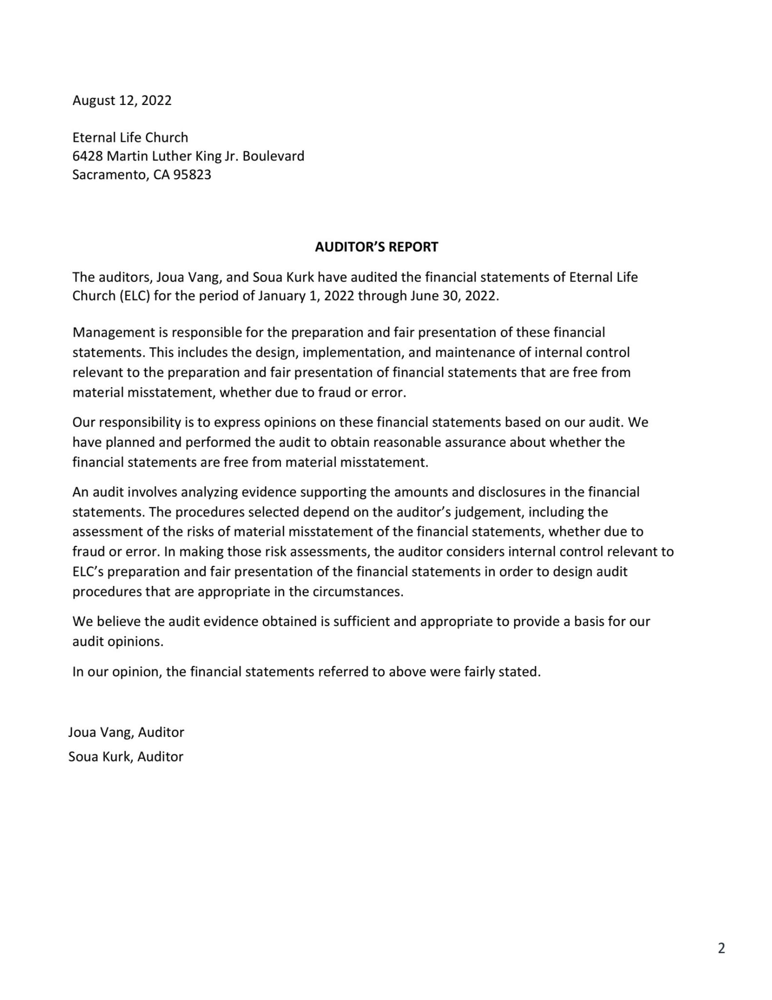 August 12, 2022
Eternal Life Church
6428 Martin Luther King Jr. Boulevard
Sacramento, CA 95823
AUDITOR’S REPORT
The auditors, Joua Vang, and Soua Kurk have audited the financial statements of Eternal Life
Church (ELC) for the period of January 1, 2022 through June 30, 2022.
Management is responsible for the preparation and fair presentation of these financial
statements. This includes the design, implementation, and maintenance of internal control
relevant to the preparation and fair presentation of financial statements that are free from
material misstatement, whether due to fraud or error.
Our responsibility is to express opinions on these financial statements based on our audit. We
have planned and performed the audit to obtain reasonable assurance about whether the
financial statements are free from material misstatement.
An audit involves analyzing evidence supporting the amounts and disclosures in the financial
statements. The procedures selected depend on the auditor’s judgement, including the
assessment of the risks of material misstatement of the financial statements, whether due to
fraud or error. In making those risk assessments, the auditor considers internal control relevant to
ELC’s preparation and fair presentation of the financial statements in order to design audit
procedures that are appropriate in the circumstances.
We believe the audit evidence obtained is sufficient and appropriate to provide a basis for our
audit opinions.
In our opinion, the financial statements referred to above were fairly stated.
Joua Vang, Auditor
Soua Kurk, Auditor
2